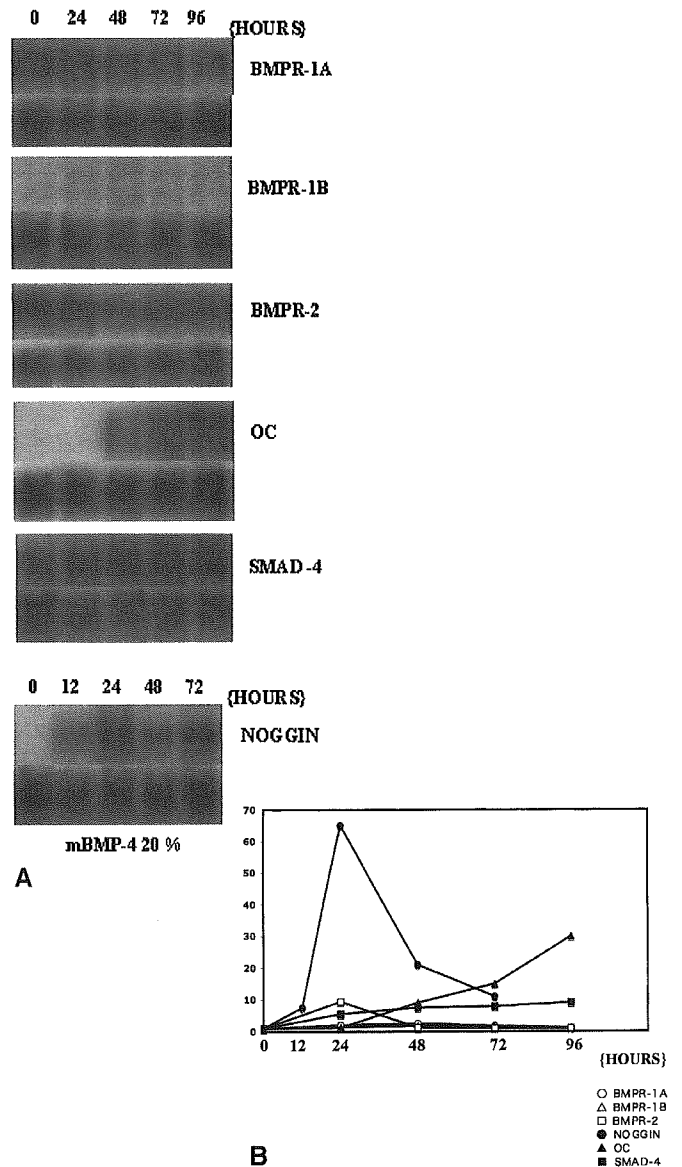 0 24 48 72 96 {HOURS}
BMPR-1A
BMPR-1B
BMPR-2
OC
SMAD-4
0 12 24 48 72 {HOURS}
NOGGIN
mBMP-4 20 %
A
70
60
50
40
30
20
10
0
0 12 24 48 72 96
{HOURS}
BMPR-1A
BMPR-1B
BMPR-2
NOGGIN
OC
SMAD-4
B